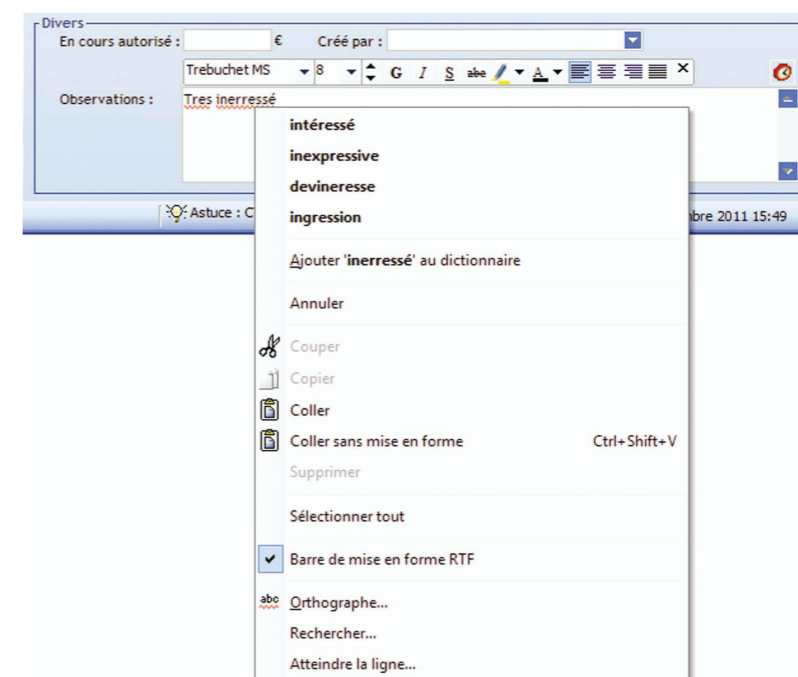 Divers
En cours autorisé : € Créé par :
Trebuchet MS 8 G I S abc A ×
Observations : Tres inerressé
intéressé
inexpressive
devineresse
ingression
Astuce : C bre 2011 15:49
Ajouter 'inerressé' au dictionnaire
Annuler
Couper
Copier
Coller
Coller sans mise en forme Ctrl+Shift+V
Supprimer
Sélectionner tout
Barre de mise en forme RTF
abc Orthographe...
Rechercher...
Atteindre la ligne...